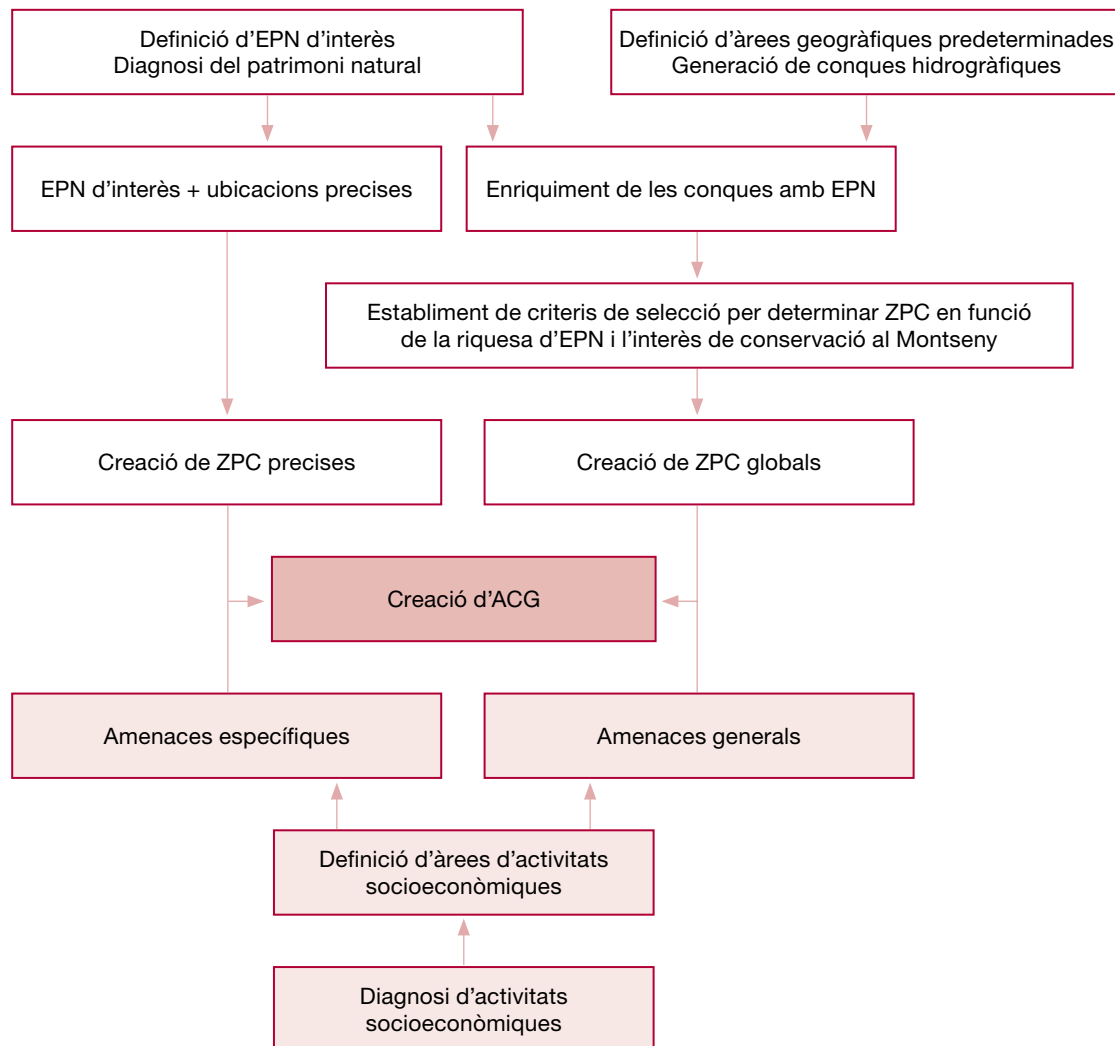 Definició d’EPN d’interès
Diagnosi del patrimoni natural
Definició d’àrees geogràfiques predeterminades
Generació de conques hidrogràfiques
EPN d’interès + ubicacions precises
Enriquiment de les conques amb EPN
Establiment de criteris de selecció per determinar ZPC en funció
de la riquesa d’EPN i l’interès de conservació al Montseny
Creació de ZPC precises
Creació de ZPC globals
Creació d’ACG
Amenaces específiques
Amenaces generals
Definició d’àrees d’activitats
socioeconòmiques
Diagnosi d’activitats
socioeconòmiques